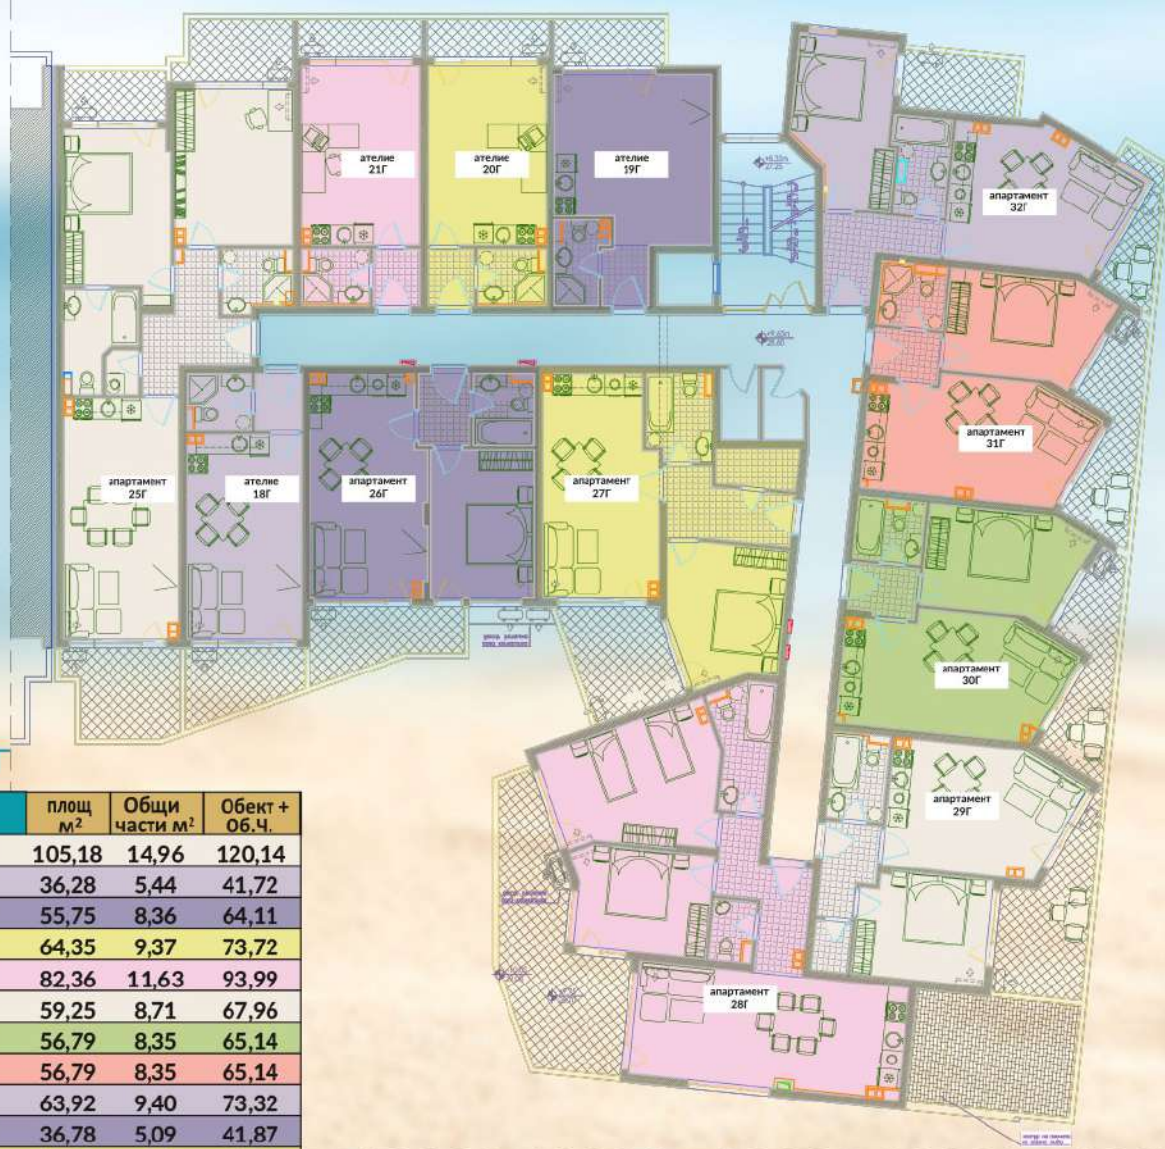 ателие
21Г
ателие
20Г
ателие
19Г
апартамент
32Г
апартамент
31Г
апартамент
25Г
ателие
18Г
апартамент
26Г
апартамент
27Г
апартамент
30Г
апартамент
29Г
апартамент
28Г
площ м² Общи части м² Обект + Об.Ч.
105,18 14,96 120,14
36,28 5,44 41,72
55,75 8,36 64,11
64,35 9,37 73,72
82,36 11,63 93,99
59,25 8,71 67,96
56,79 8,35 65,14
56,79 8,35 65,14
63,92 9,40 73,32
36,78 5,09 41,87